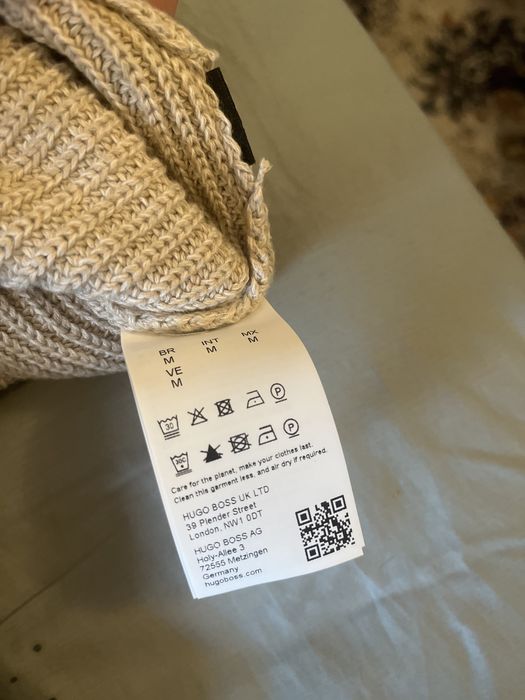 BR INT MX
M M M
VE
M
30 P
30C P
Care for the planet, make your clothes last.
Clean this garment less, and air dry if required.
HUGO BOSS UK LTD
39 Plender Street
London, NW1 0DT
HUGO BOSS AG
Holy-Allee 3
72555 Metzingen
Germany
hugoboss.com